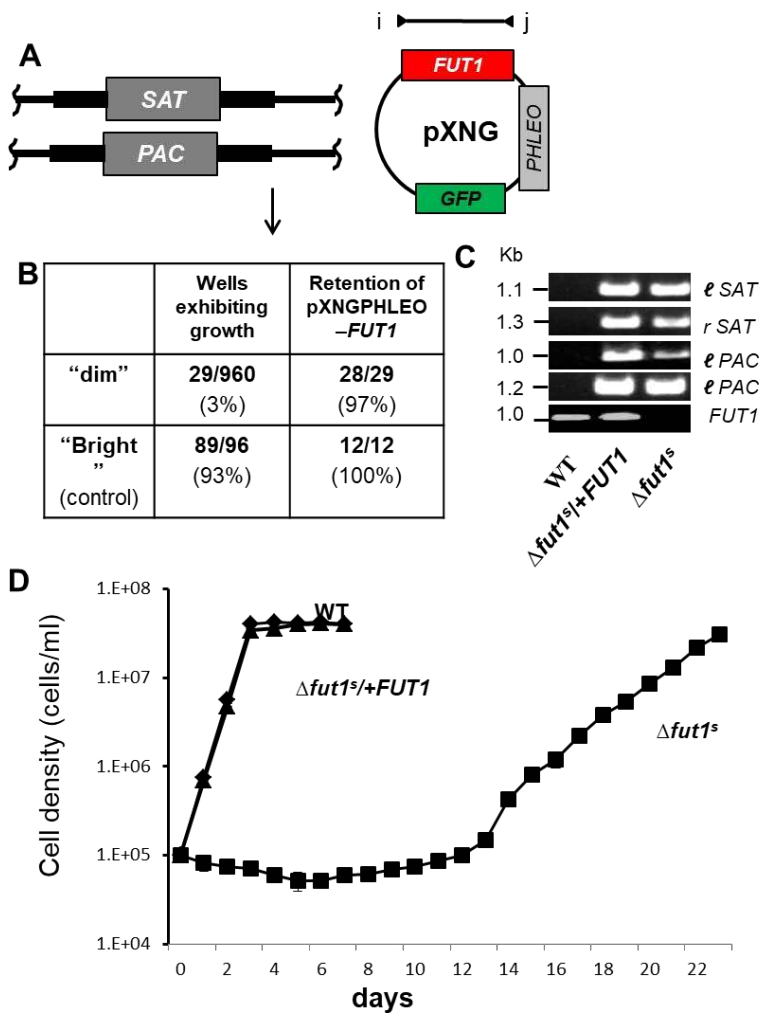 A
i
j
SAT
PAC
FUT1
pXNG
PHLEO
GFP
B
Wells exhibiting growth
Retention of pXNGPHLEO –FUT1
“dim”
29/960
(3%)
28/29
(97%)
“Bright
”
(control)
89/96
(93%)
12/12
(100%)
C
Kb
1.1
ℓ SAT
1.3
r SAT
1.0
ℓ PAC
1.2
ℓ PAC
1.0
FUT1
WT
Δfut1ˢ/+FUT1
Δfut1ˢ
D
Cell density (cells/ml)
1.E+08
1.E+07
1.E+06
1.E+05
1.E+04
WT
Δfut1ˢ/+FUT1
Δfut1ˢ
0 2 4 6 8 10 12 14 16 18 20 22
days